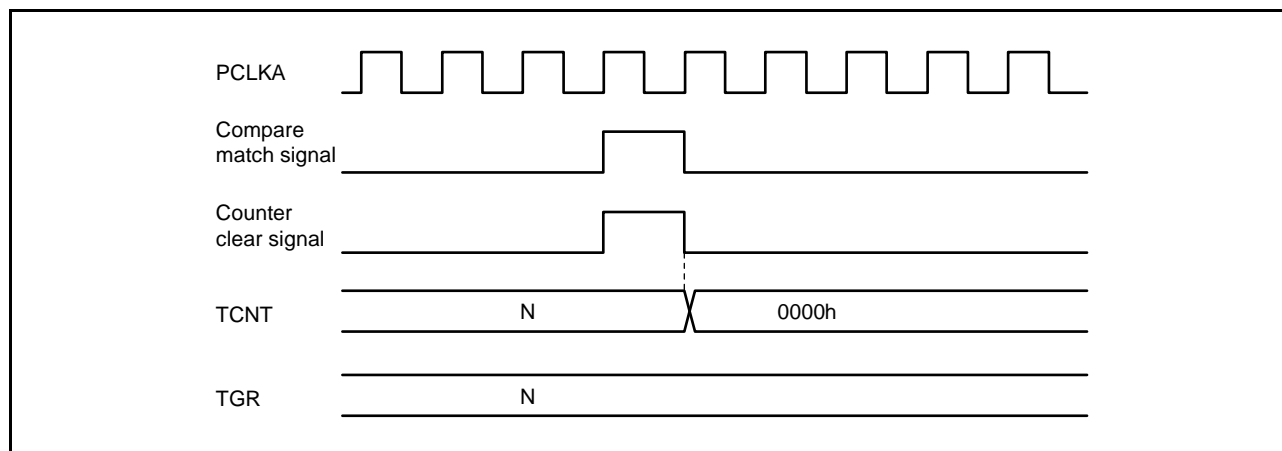 PCLKA
Compare
match signal
Counter
clear signal
TCNT
N
0000h
TGR
N